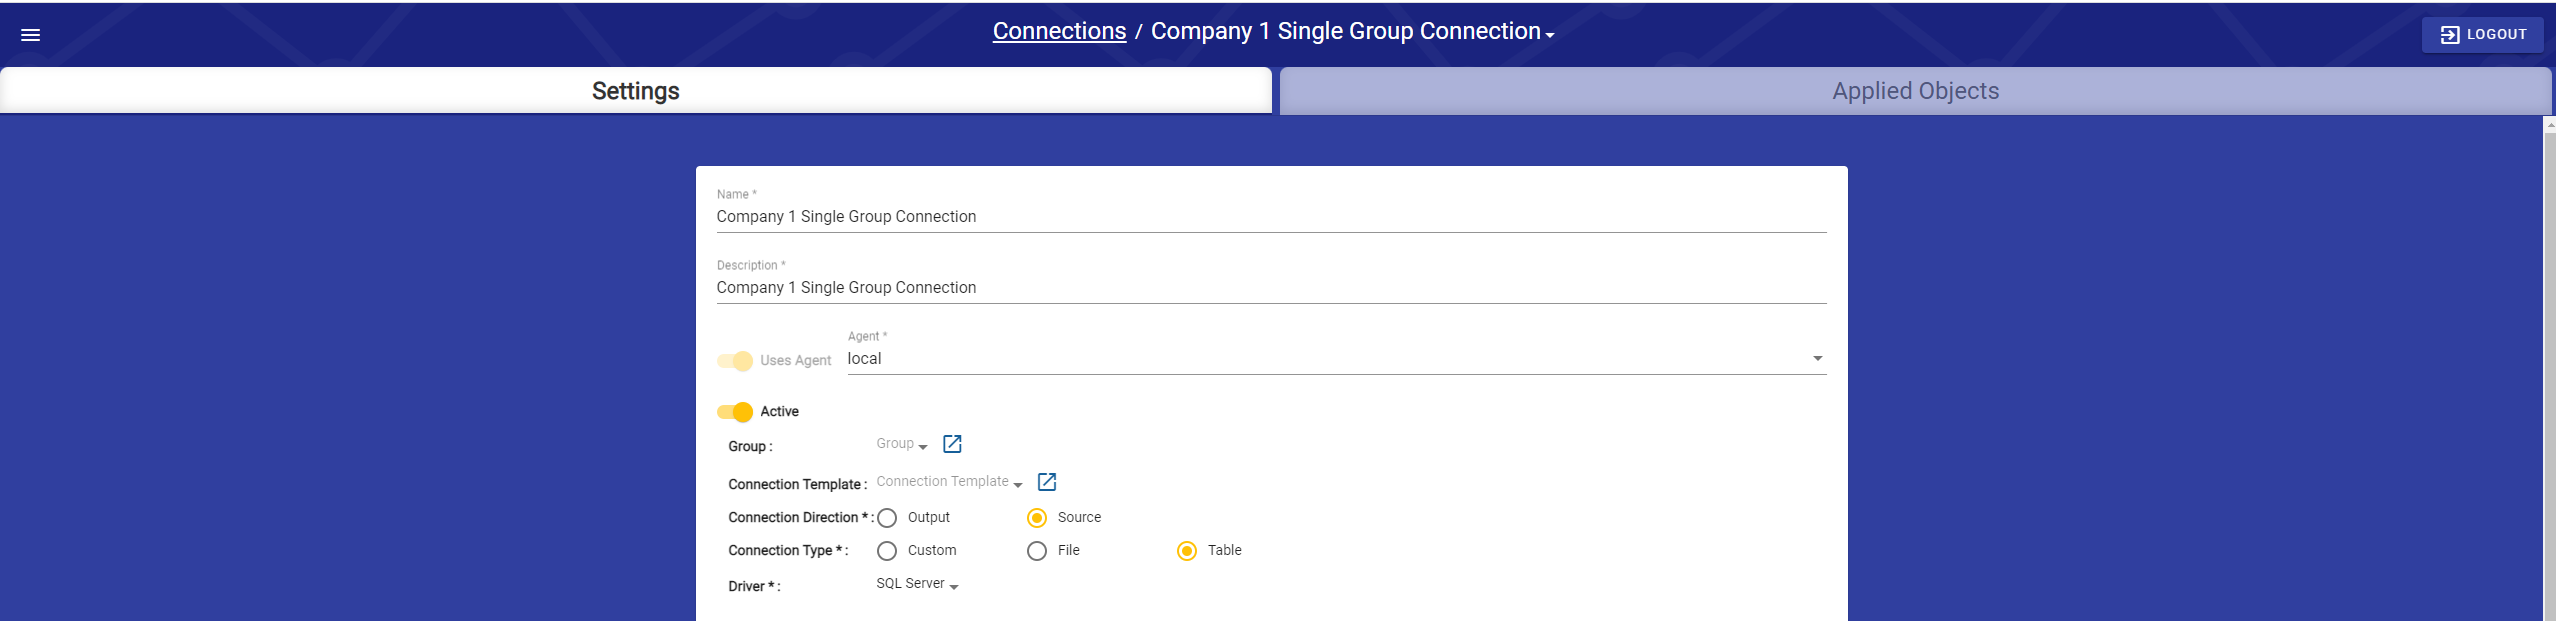 Connections / Company 1 Single Group Connection
LOGOUT
Settings
Applied Objects
Name *
Company 1 Single Group Connection
Description *
Company 1 Single Group Connection
Agent *
Uses Agent
local
Active
Group :
Group
Connection Template :
Connection Template
Connection Direction * :
Output
Source
Connection Type * :
Custom
File
Table
Driver * :
SQL Server